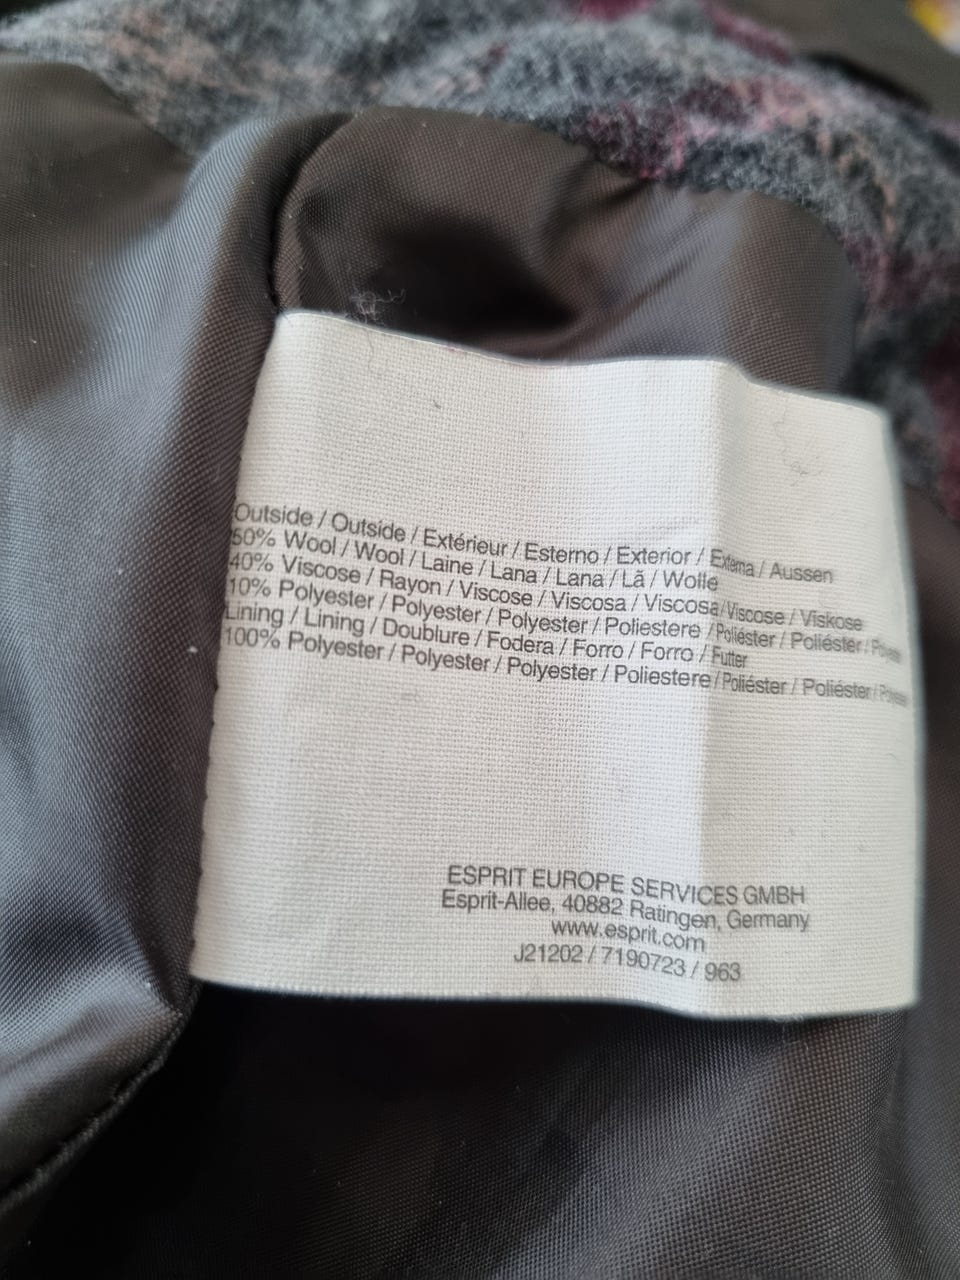 Outside / Outside / Extérieur / Esterno / Exterior / Externa / Aussen
50% Wool / Wool / Laine / Lana / Lana / Lã / Wolle
40% Viscose / Rayon / Viscose / Viscosa / Viscosa / Viscose / Viskose
10% Polyester / Polyester / Polyester / Poliestere / Poliéster / Poliéster /
Lining / Lining / Doublure / Fodera / Forro / Forro / Futter
100% Polyester / Polyester / Polyester / Poliestere / Poliéster / Poliéster /
ESPRIT EUROPE SERVICES GMBH
Esprit-Allee, 40882 Ratingen, Germany
www.esprit.com
J21202 / 7190723 / 963